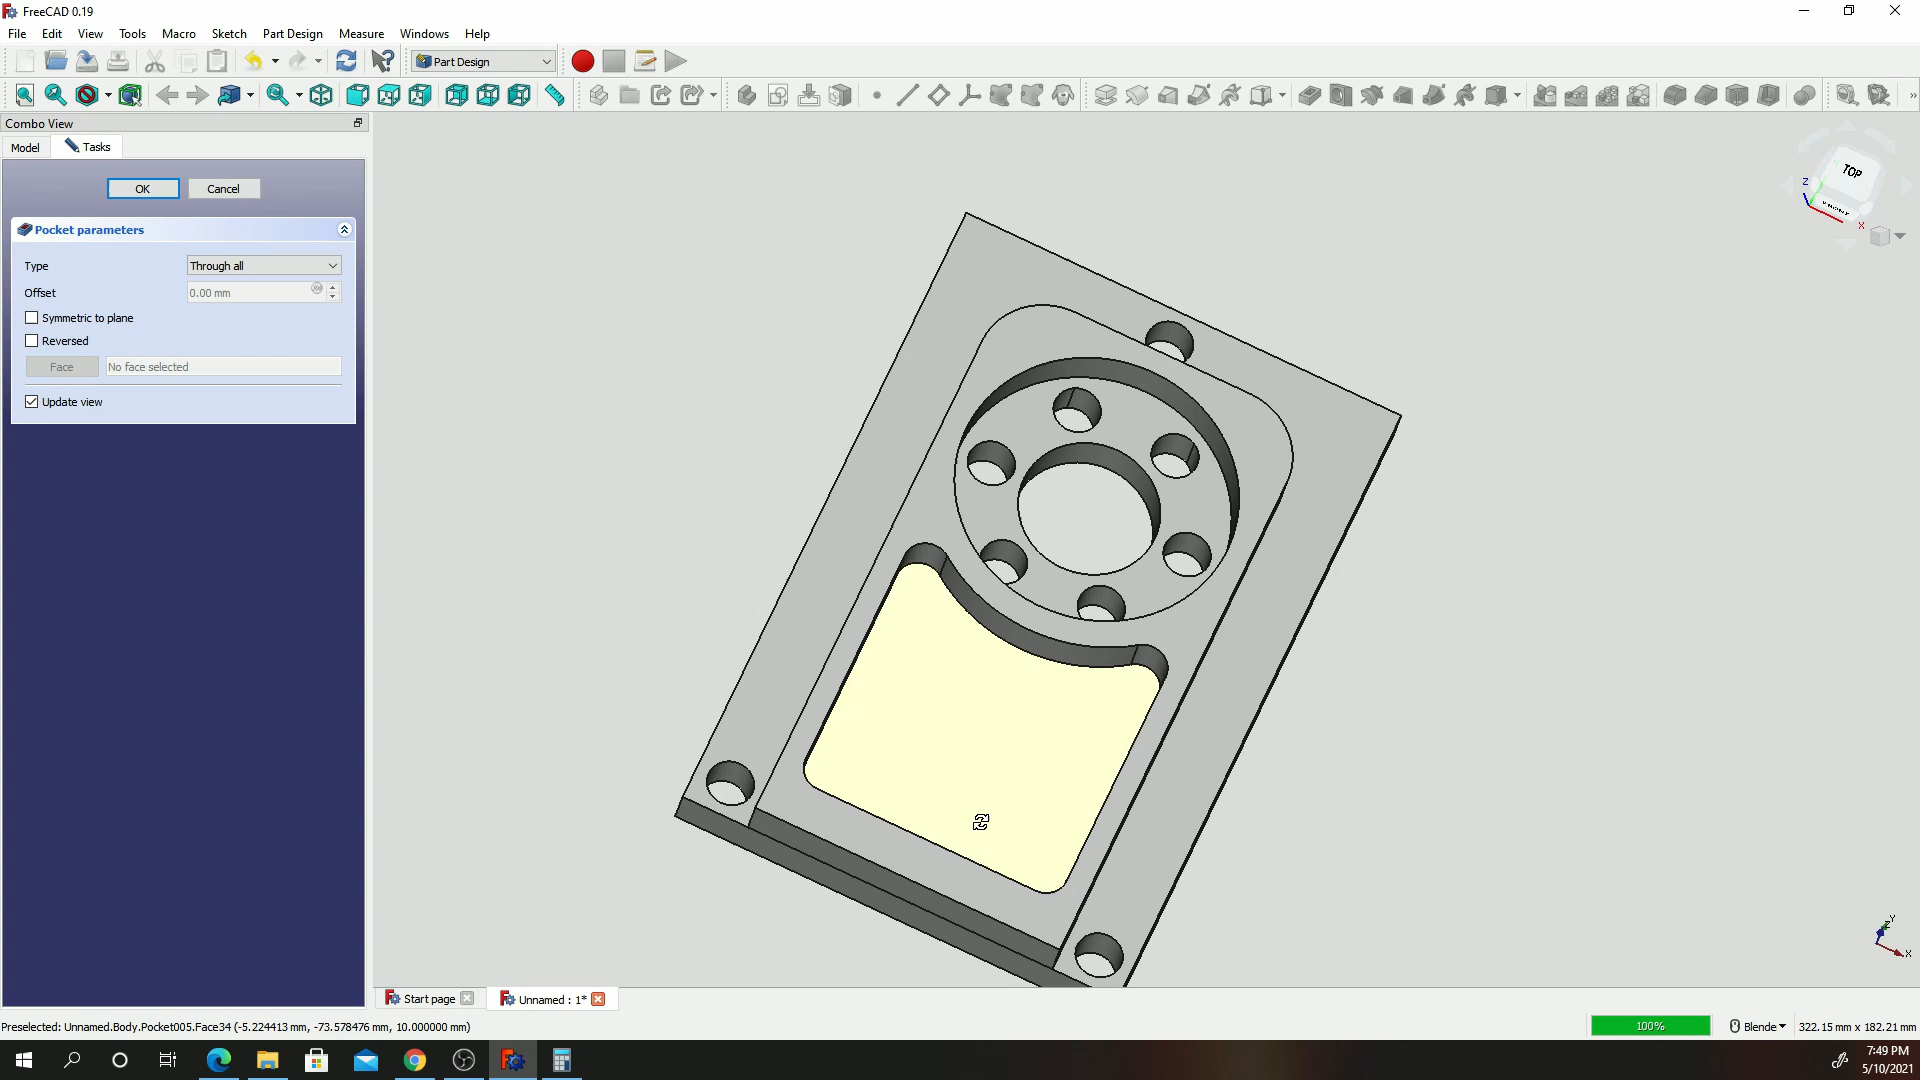 FreeCAD 0.19
File Edit View Tools Macro Sketch Part Design Measure Windows Help
Part Design
Combo View
Model Tasks
OK Cancel
Pocket parameters
Type Through all
Offset 0.00 mm
Symmetric to plane
Reversed
Face No face selected
Update view
TOP
FRONT
Z
X
Y
Z
X
Start page Unnamed : 1*
Preselected: Unnamed.Body.Pocket005.Face34 (-5.224413 mm, -73.578476 mm, 10.000000 mm)
100% Blende 322.15 mm x 182.21 mm
7:49 PM
5/10/2021